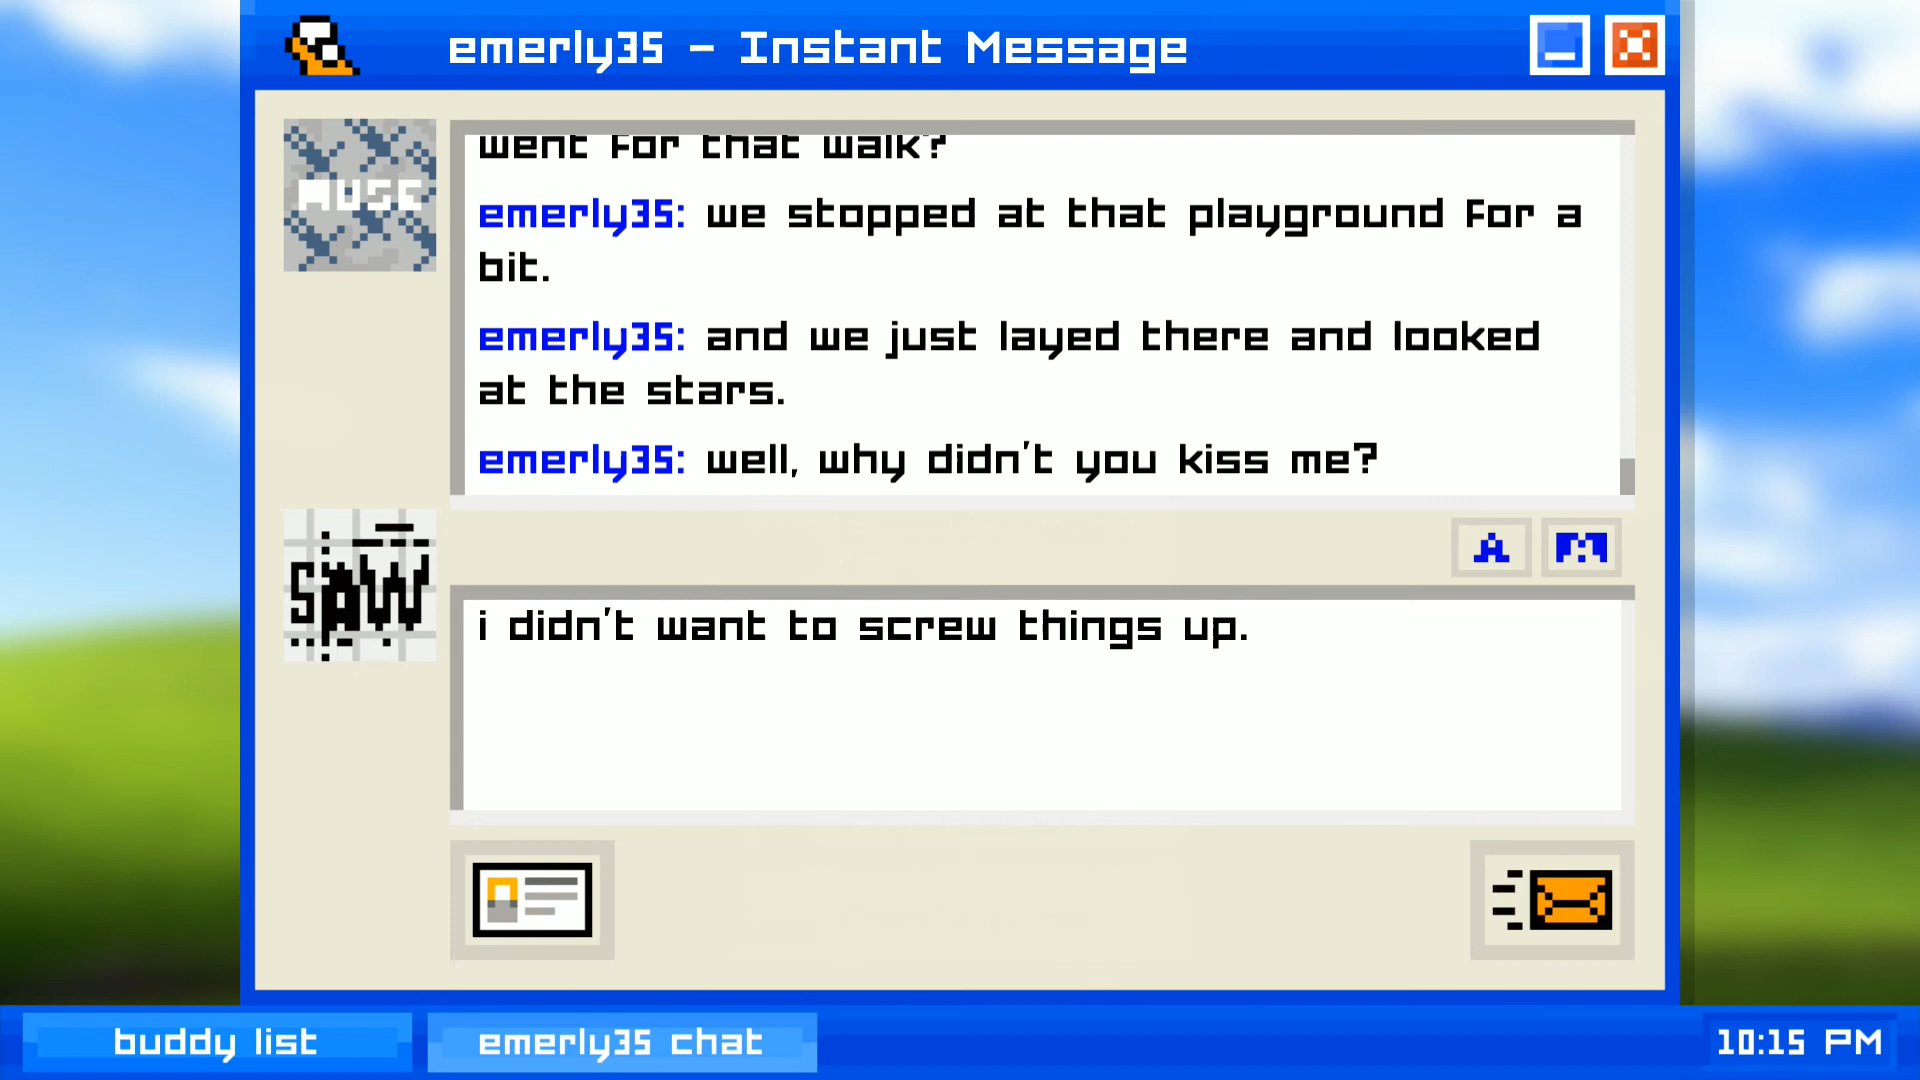 emerly35 - Instant Message
MUSE
went for that walk?
emerly35: we stopped at that playground for a
bit.
emerly35: and we just layed there and looked
at the stars.
emerly35: well, why didn't you kiss me?
A M
SAW
i didn't want to screw things up.
buddy list
emerly35 chat
10:15 PM